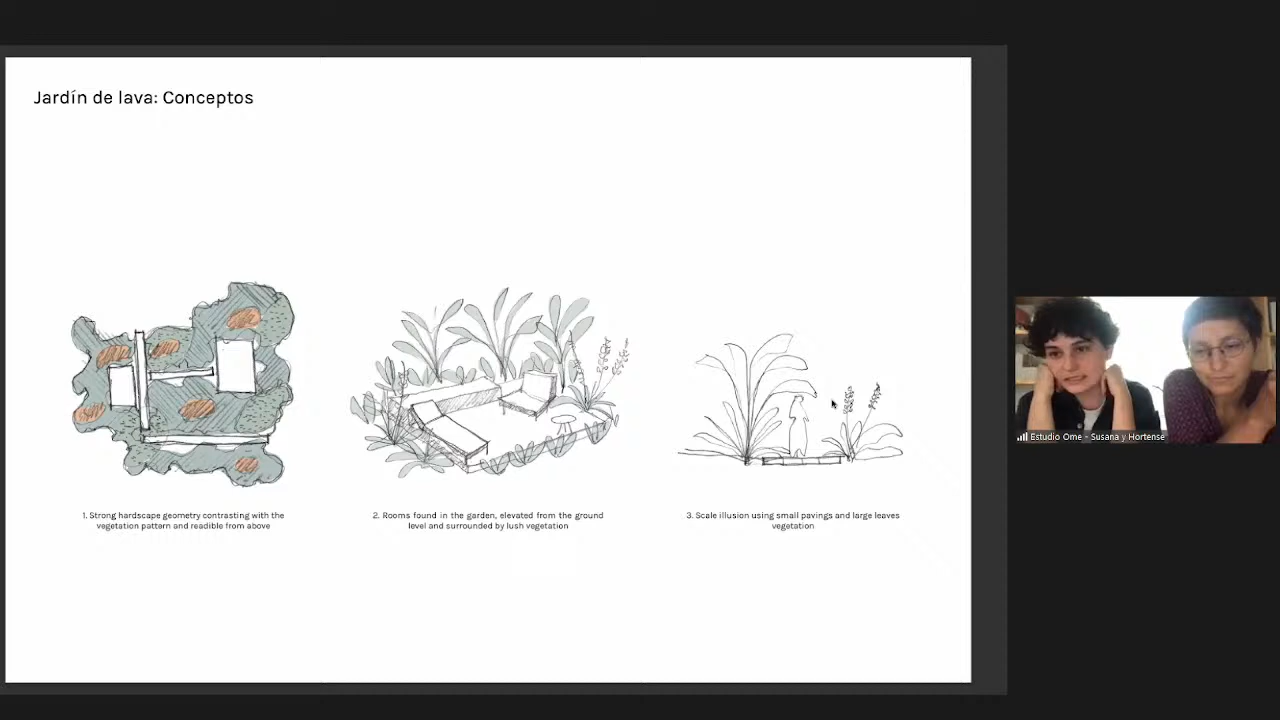 Jardín de lava: Conceptos
1. Strong hardscape geometry contrasting with the
vegetation pattern and readible from above
2. Rooms found in the garden, elevated from the ground
level and surrounded by lush vegetation
3. Scale illusion using small pavings and large leaves
vegetation
Estudio Ome - Susana y Hortense